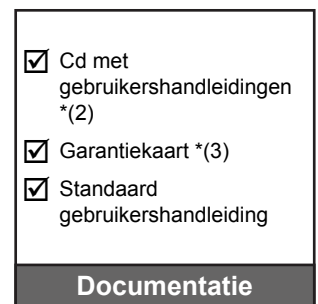 Cd met
gebruikershandleidingen
*(2)
Garantiekaart *(3)
Standaard
gebruikershandleiding
Documentatie